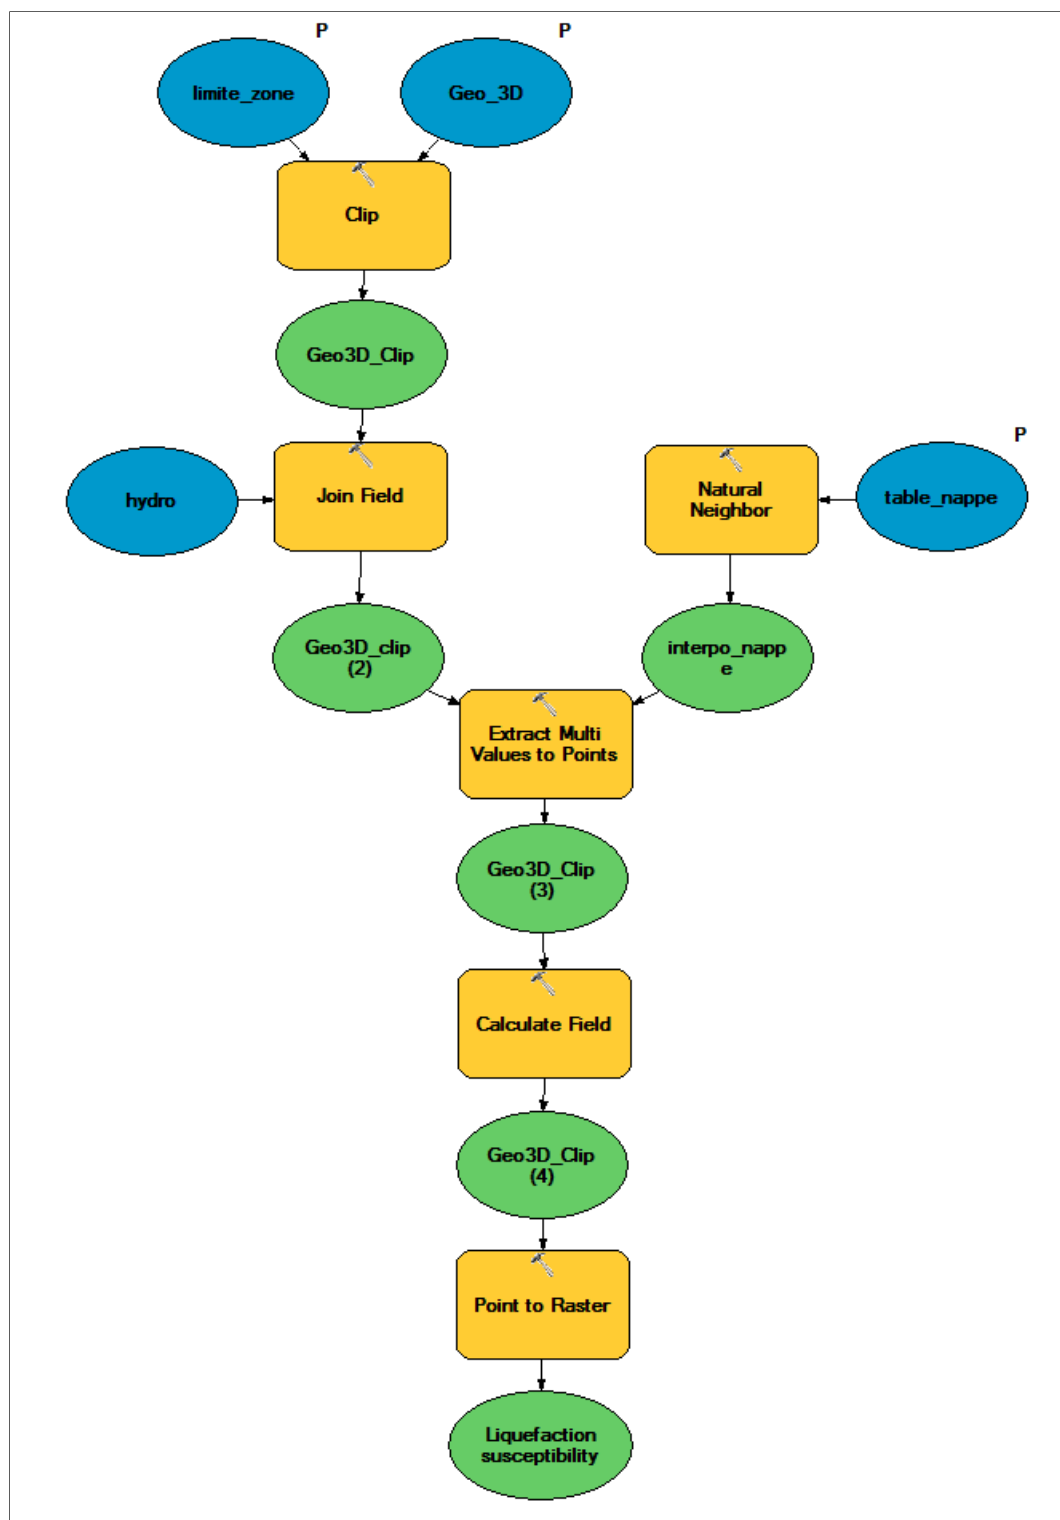 P
P
limite_zone
Geo_3D
Clip
Geo3D_Clip
P
hydro
Join Field
Natural
Neighbor
table_nappe
Geo3D_clip
(2)
interpo_napp
e
Extract Multi
Values to Points
Geo3D_Clip
(3)
Calculate Field
Geo3D_Clip
(4)
Point to Raster
Liquefaction
susceptibility